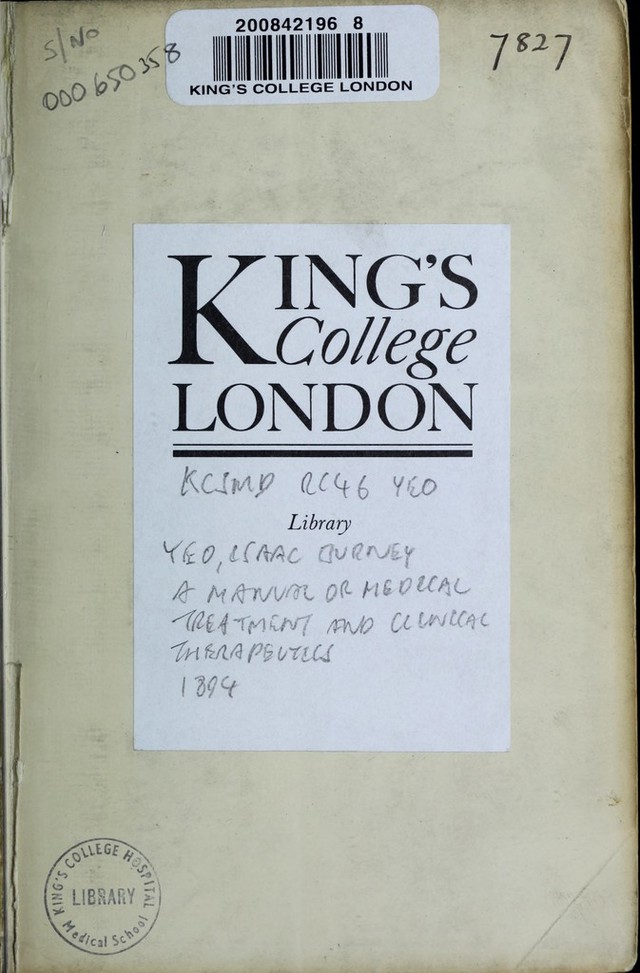 200842196 8
KING'S COLLEGE LONDON
S/No
000650358
7827
KING'S
College
LONDON
KCSMD RC46 YEO
Library
YEO, ISAAC BURNEY
A MANUAL OF MEDICAL
TREATMENT AND CLINICAL
THERAPEUTICS
1894
KING'S COLLEGE HOSPITAL
LIBRARY
Medical School